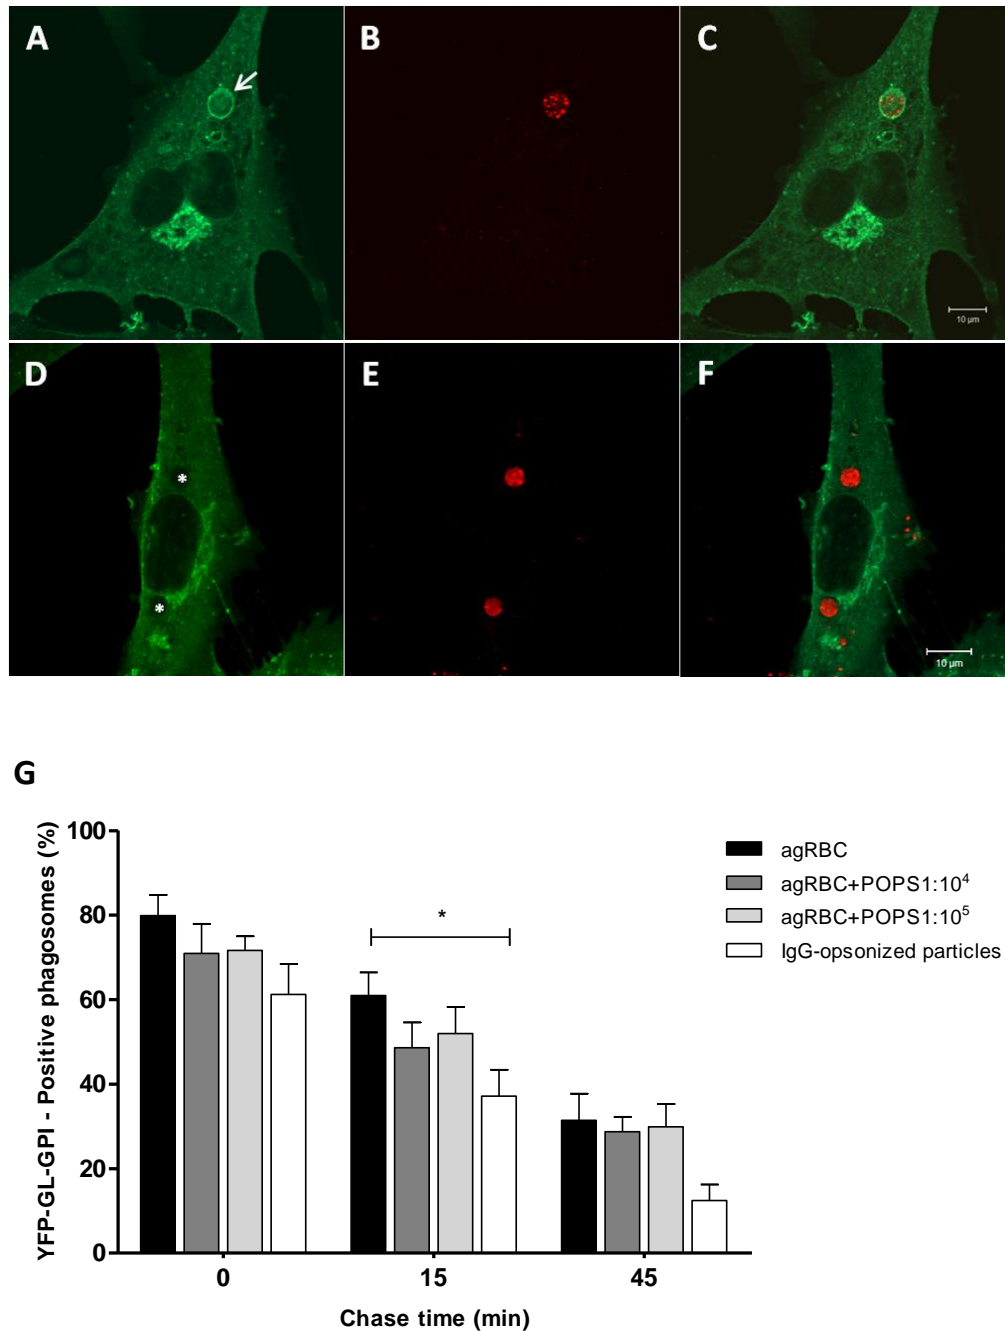 A
B
C
10 µm
D
*
*
E
F
10 µm
G
YFP-GL-GPI - Positive phagosomes (%)
100
80
60
40
20
0
*
0
15
45
Chase time (min)
agRBC
agRBC+POPS1:10⁴
agRBC+POPS1:10⁵
IgG-opsonized particles